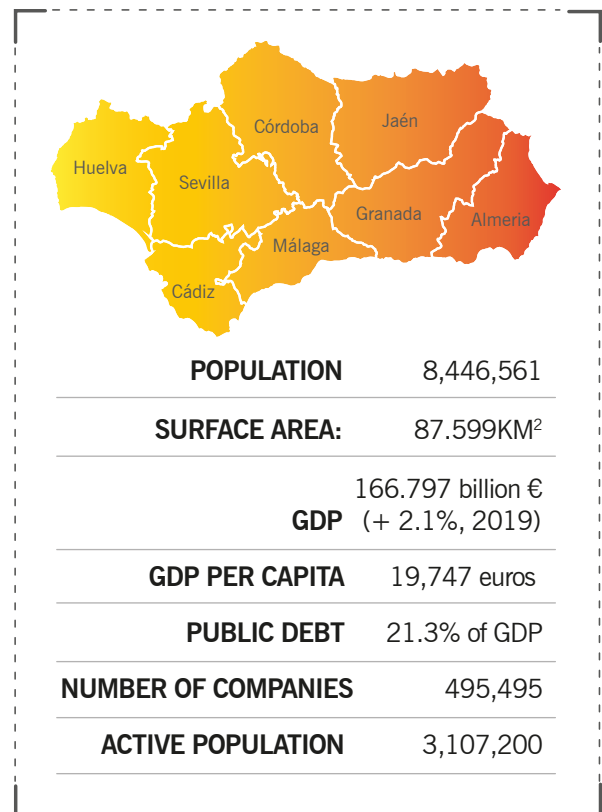 Córdoba
Jaén
Huelva
Sevilla
Granada
Almeria
Málaga
Cádiz
POPULATION 8,446,561
SURFACE AREA: 87.599KM²
166.797 billion €
GDP (+ 2.1%, 2019)
GDP PER CAPITA 19,747 euros
PUBLIC DEBT 21.3% of GDP
NUMBER OF COMPANIES 495,495
ACTIVE POPULATION 3,107,200